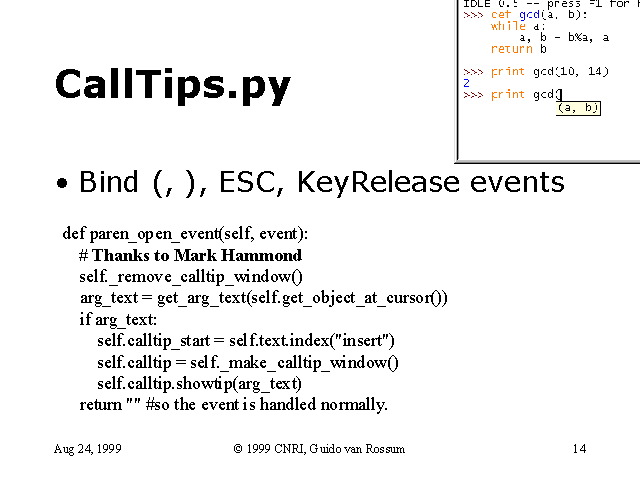 IDLE 0.5 -- press F1 for h
>>> def gcd(a, b):
while a:
a, b = b%a, a
return b
>>> print gcd(10, 14)
2
>>> print gcd(
(a, b)
CallTips.py
• Bind (, ), ESC, KeyRelease events
def paren_open_event(self, event):
# Thanks to Mark Hammond
self._remove_calltip_window()
arg_text = get_arg_text(self.get_object_at_cursor())
if arg_text:
self.calltip_start = self.text.index("insert")
self.calltip = self._make_calltip_window()
self.calltip.showtip(arg_text)
return "" #so the event is handled normally.
Aug 24, 1999
© 1999 CNRI, Guido van Rossum
14